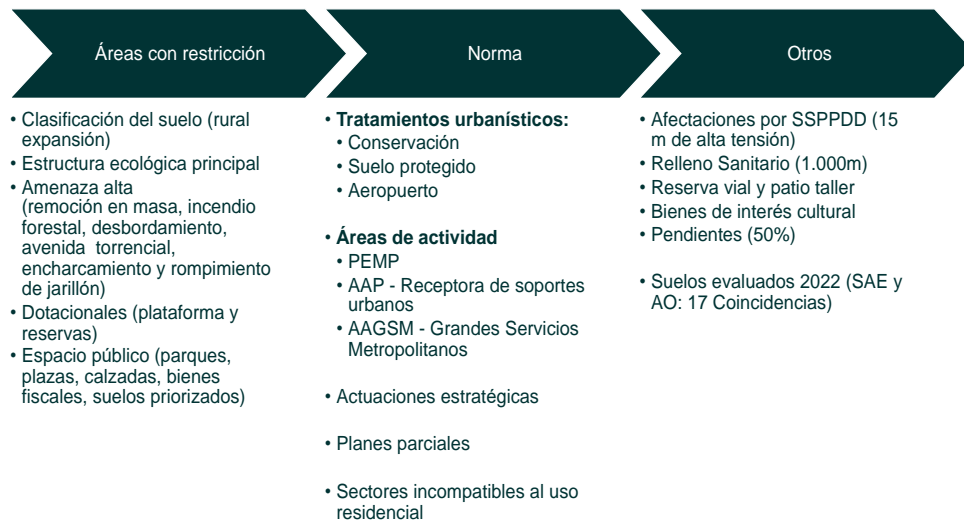 Áreas con restricción
• Clasificación del suelo (rural
expansión)
• Estructura ecológica principal
• Amenaza alta
(remoción en masa, incendio
forestal, desbordamiento,
avenida torrencial,
encharcamiento y rompimiento
de jarillón)
• Dotacionales (plataforma y
reservas)
• Espacio público (parques,
plazas, calzadas, bienes
fiscales, suelos priorizados)
Norma
• Tratamientos urbanísticos:
• Conservación
• Suelo protegido
• Aeropuerto
• Áreas de actividad
• PEMP
• AAP - Receptora de soportes
urbanos
• AAGSM - Grandes Servicios
Metropolitanos
• Actuaciones estratégicas
• Planes parciales
• Sectores incompatibles al uso
residencial
Otros
• Afectaciones por SSPPDD (15
m de alta tensión)
• Relleno Sanitario (1.000m)
• Reserva vial y patio taller
• Bienes de interés cultural
• Pendientes (50%)
• Suelos evaluados 2022 (SAE y
AO: 17 Coincidencias)